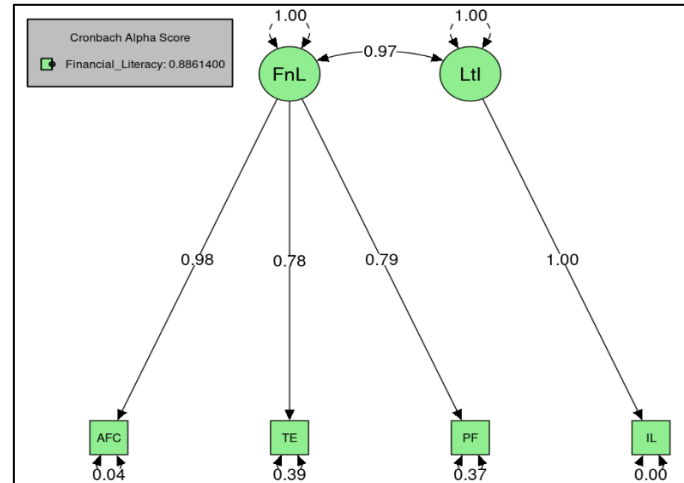 1.00
1.00
Cronbach Alpha Score
Financial_Literacy: 0.8861400
FnL
0.97
LtI
0.98
0.78
0.79
1.00
AFC
TE
PF
IL
0.04
0.39
0.37
0.00